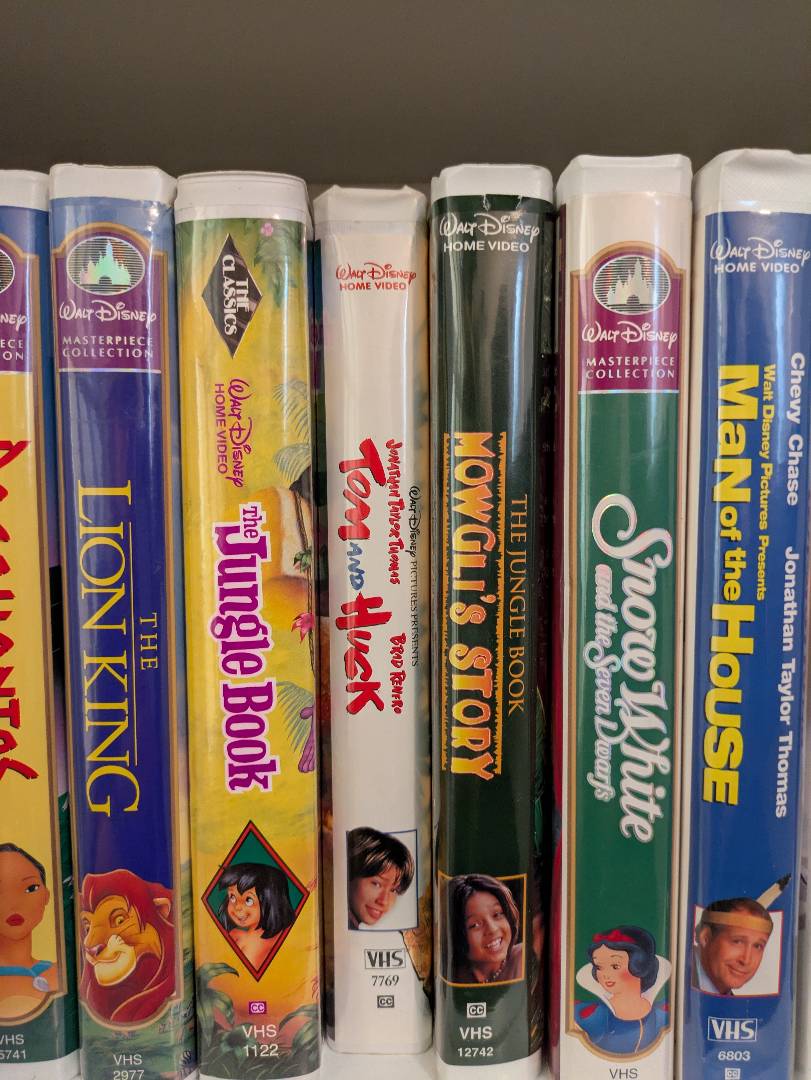 POCAHONTAS
5741
WALT DISNEY
MASTERPIECE
COLLECTION
THE
LION KING
VHS
2977
THE
CLASSICS
WALT DISNEY
HOME VIDEO
The
Jungle Book
CC
VHS
1122
WALT DISNEY
HOME VIDEO
WALT DISNEY PICTURES PRESENTS
JONATHAN TAYLOR THOMAS BRAD RENFRO
TOM AND HUCK
VHS
7769
CC
WALT DISNEY
HOME VIDEO
THE JUNGLE BOOK
MOWGLI'S STORY
CC
VHS
12742
WALT DISNEY
MASTERPIECE
COLLECTION
Snow White
and the Seven Dwarfs
VHS
WALT DISNEY
HOME VIDEO
Chevy Chase Jonathan Taylor Thomas
Walt Disney Pictures Presents
MaN of the HOUSE
VHS
6803
CC